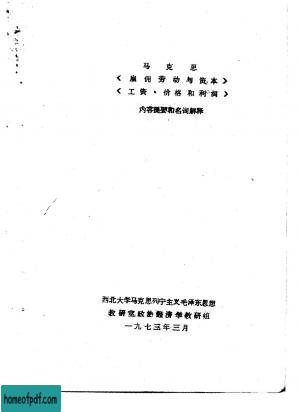 马克思
《雇佣劳动与资本》
《工资、价格和利润》
内容提要和名词解释
西北大学马克思列宁主义毛泽东思想
教研室政治经济学教研组
一九七三年三月
homeofpdf.com
homeofpdf.com